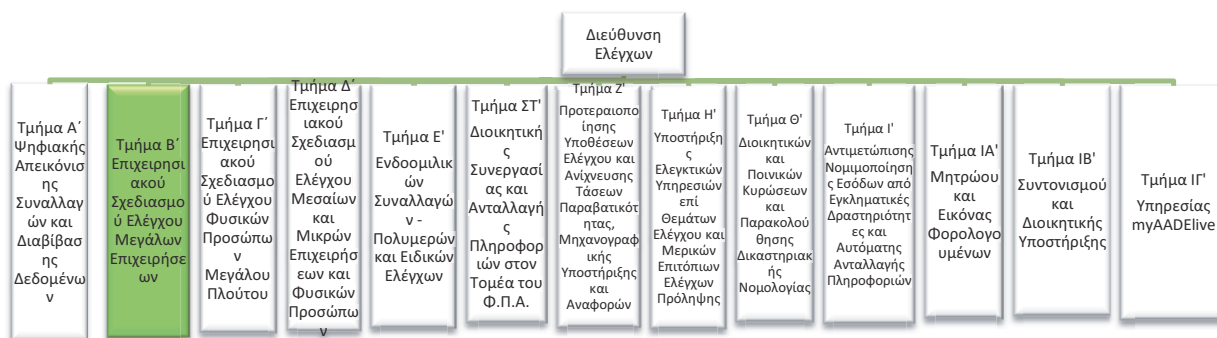 Διεύθυνση
Ελέγχων
Τμήμα Α΄
Ψηφιακής
Απεικόνισ
ης
Συναλλαγ
ών και
Διαβίβασ
ης
Δεδομένω
ν
Τμήμα Β΄
Επιχειρησι
ακού
Σχεδιασμο
ύ Ελέγχου
Μεγάλων
Επιχειρήσ
εων
Τμήμα Γ΄
Επιχειρησι
ακού
Σχεδιασμο
ύ Ελέγχου
Φυσικών
Προσώπω
ν
Μεγάλου
Πλούτου
Τμήμα Δ΄
Επιχειρησ
ιακού
Σχεδιασμ
ού
Ελέγχου
Μεσαίων
και
Μικρών
Επιχειρήσ
εων και
Φυσικών
Προσώπω
ν
Τμήμα Ε'
Ενδοομιλικ
ών
Συναλλαγώ
ν -
Πολυμερών
και Ειδικών
Ελέγχων
Τμήμα ΣΤ'
Διοικητική
ς
Συνεργασί
ας και
Ανταλλαγή
ς
Πληροφορ
ιών στον
Τομέα του
Φ.Π.Α.
Τμήμα Ζ'
Προτεραιοπο
ίησης
Υποθέσεων
Ελέγχου και
Ανίχνευσης
Τάσεων
Παραβατικότ
ητας,
Μηχανογραφ
ικής
Υποστήριξης
και
Αναφορών
Τμήμα Η'
Υποστήριξη
ς
Ελεγκτικών
Υπηρεσιών
επί
Θεμάτων
Ελέγχου και
Μερικών
Επιτόπιων
Ελέγχων
Πρόληψης
Τμήμα Θ'
Διοικητικών
και
Ποινικών
Κυρώσεων
και
Παρακολού
θησης
Δικαστηριακ
ής
Νομολογίας
Τμήμα Ι'
Αντιμετώπισης
Νομιμοποίηση
ς Εσόδων από
Εγκληματικές
Δραστηριότητ
ες και
Αυτόματης
Ανταλλαγής
Πληροφοριών
Τμήμα ΙΑ'
Μητρώου
και
Εικόνας
Φορολογο
υμένων
Τμήμα ΙΒ'
Συντονισμού
και
Διοικητικής
Υποστήριξης
Τμήμα ΙΓ'
Υπηρεσίας
myAADElive